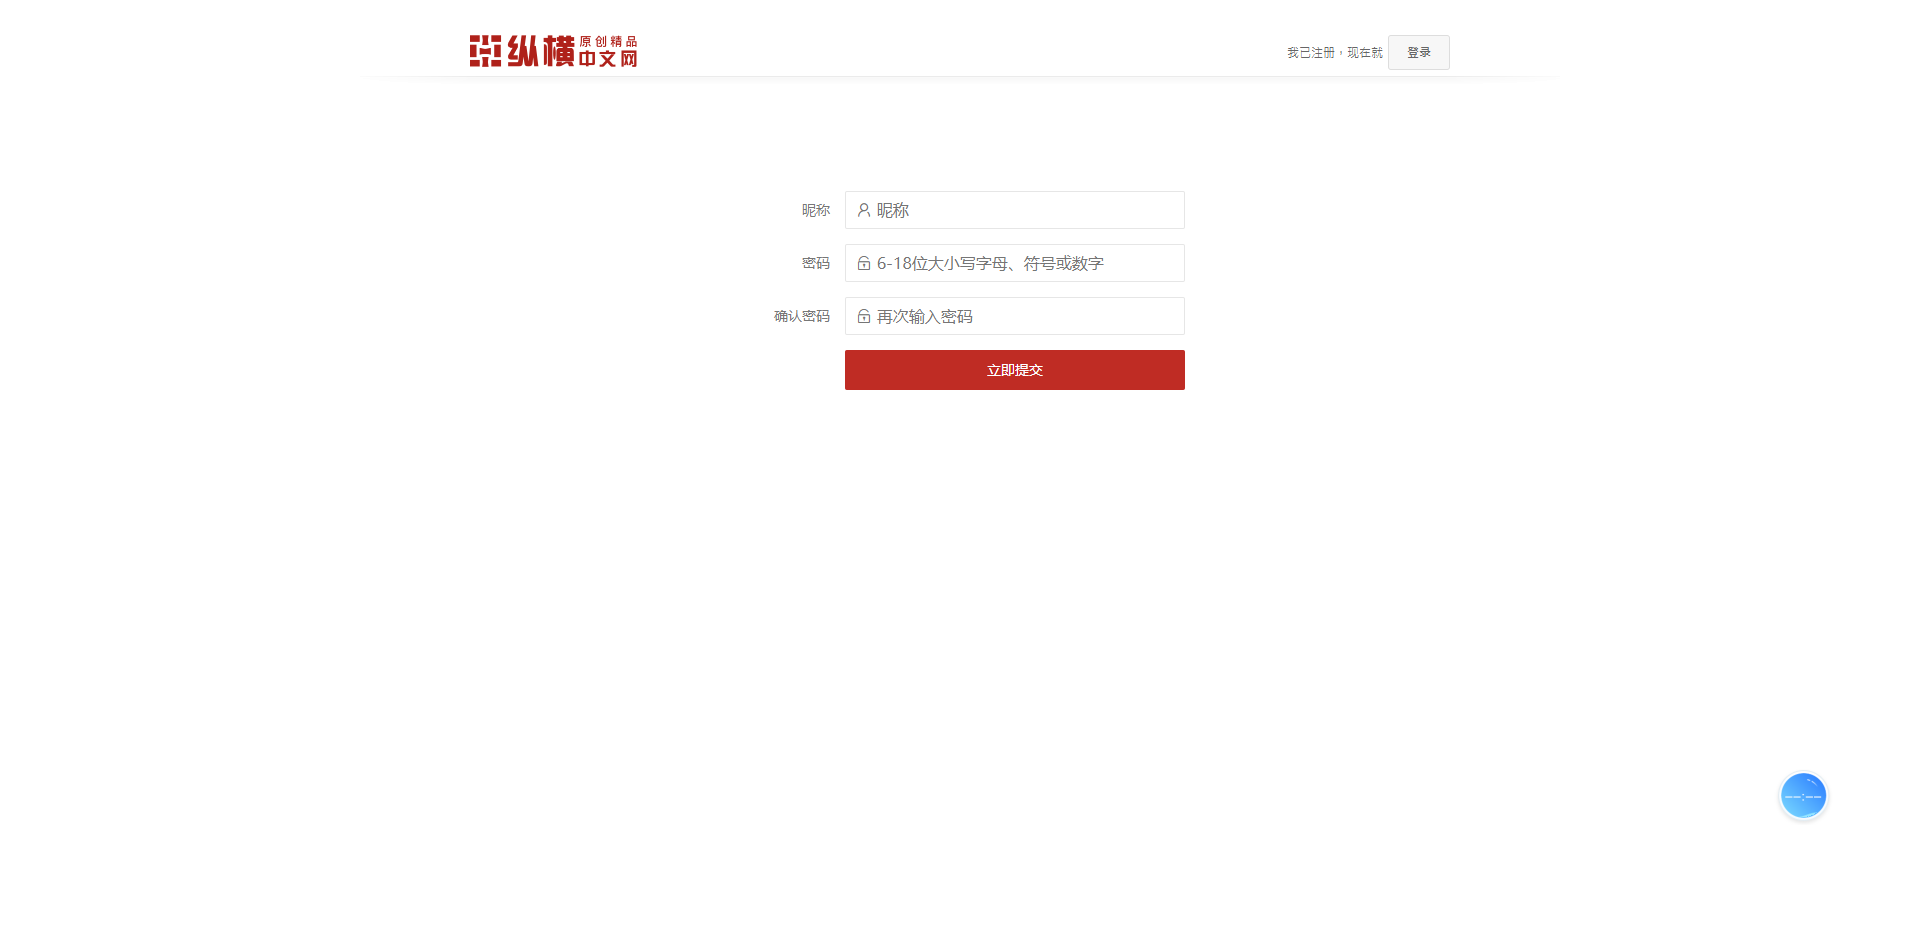 纵横 原创精品
中文网
我已注册，现在就 登录
昵称 昵称
密码 6-18位大小写字母、符号或数字
确认密码 再次输入密码
立即提交